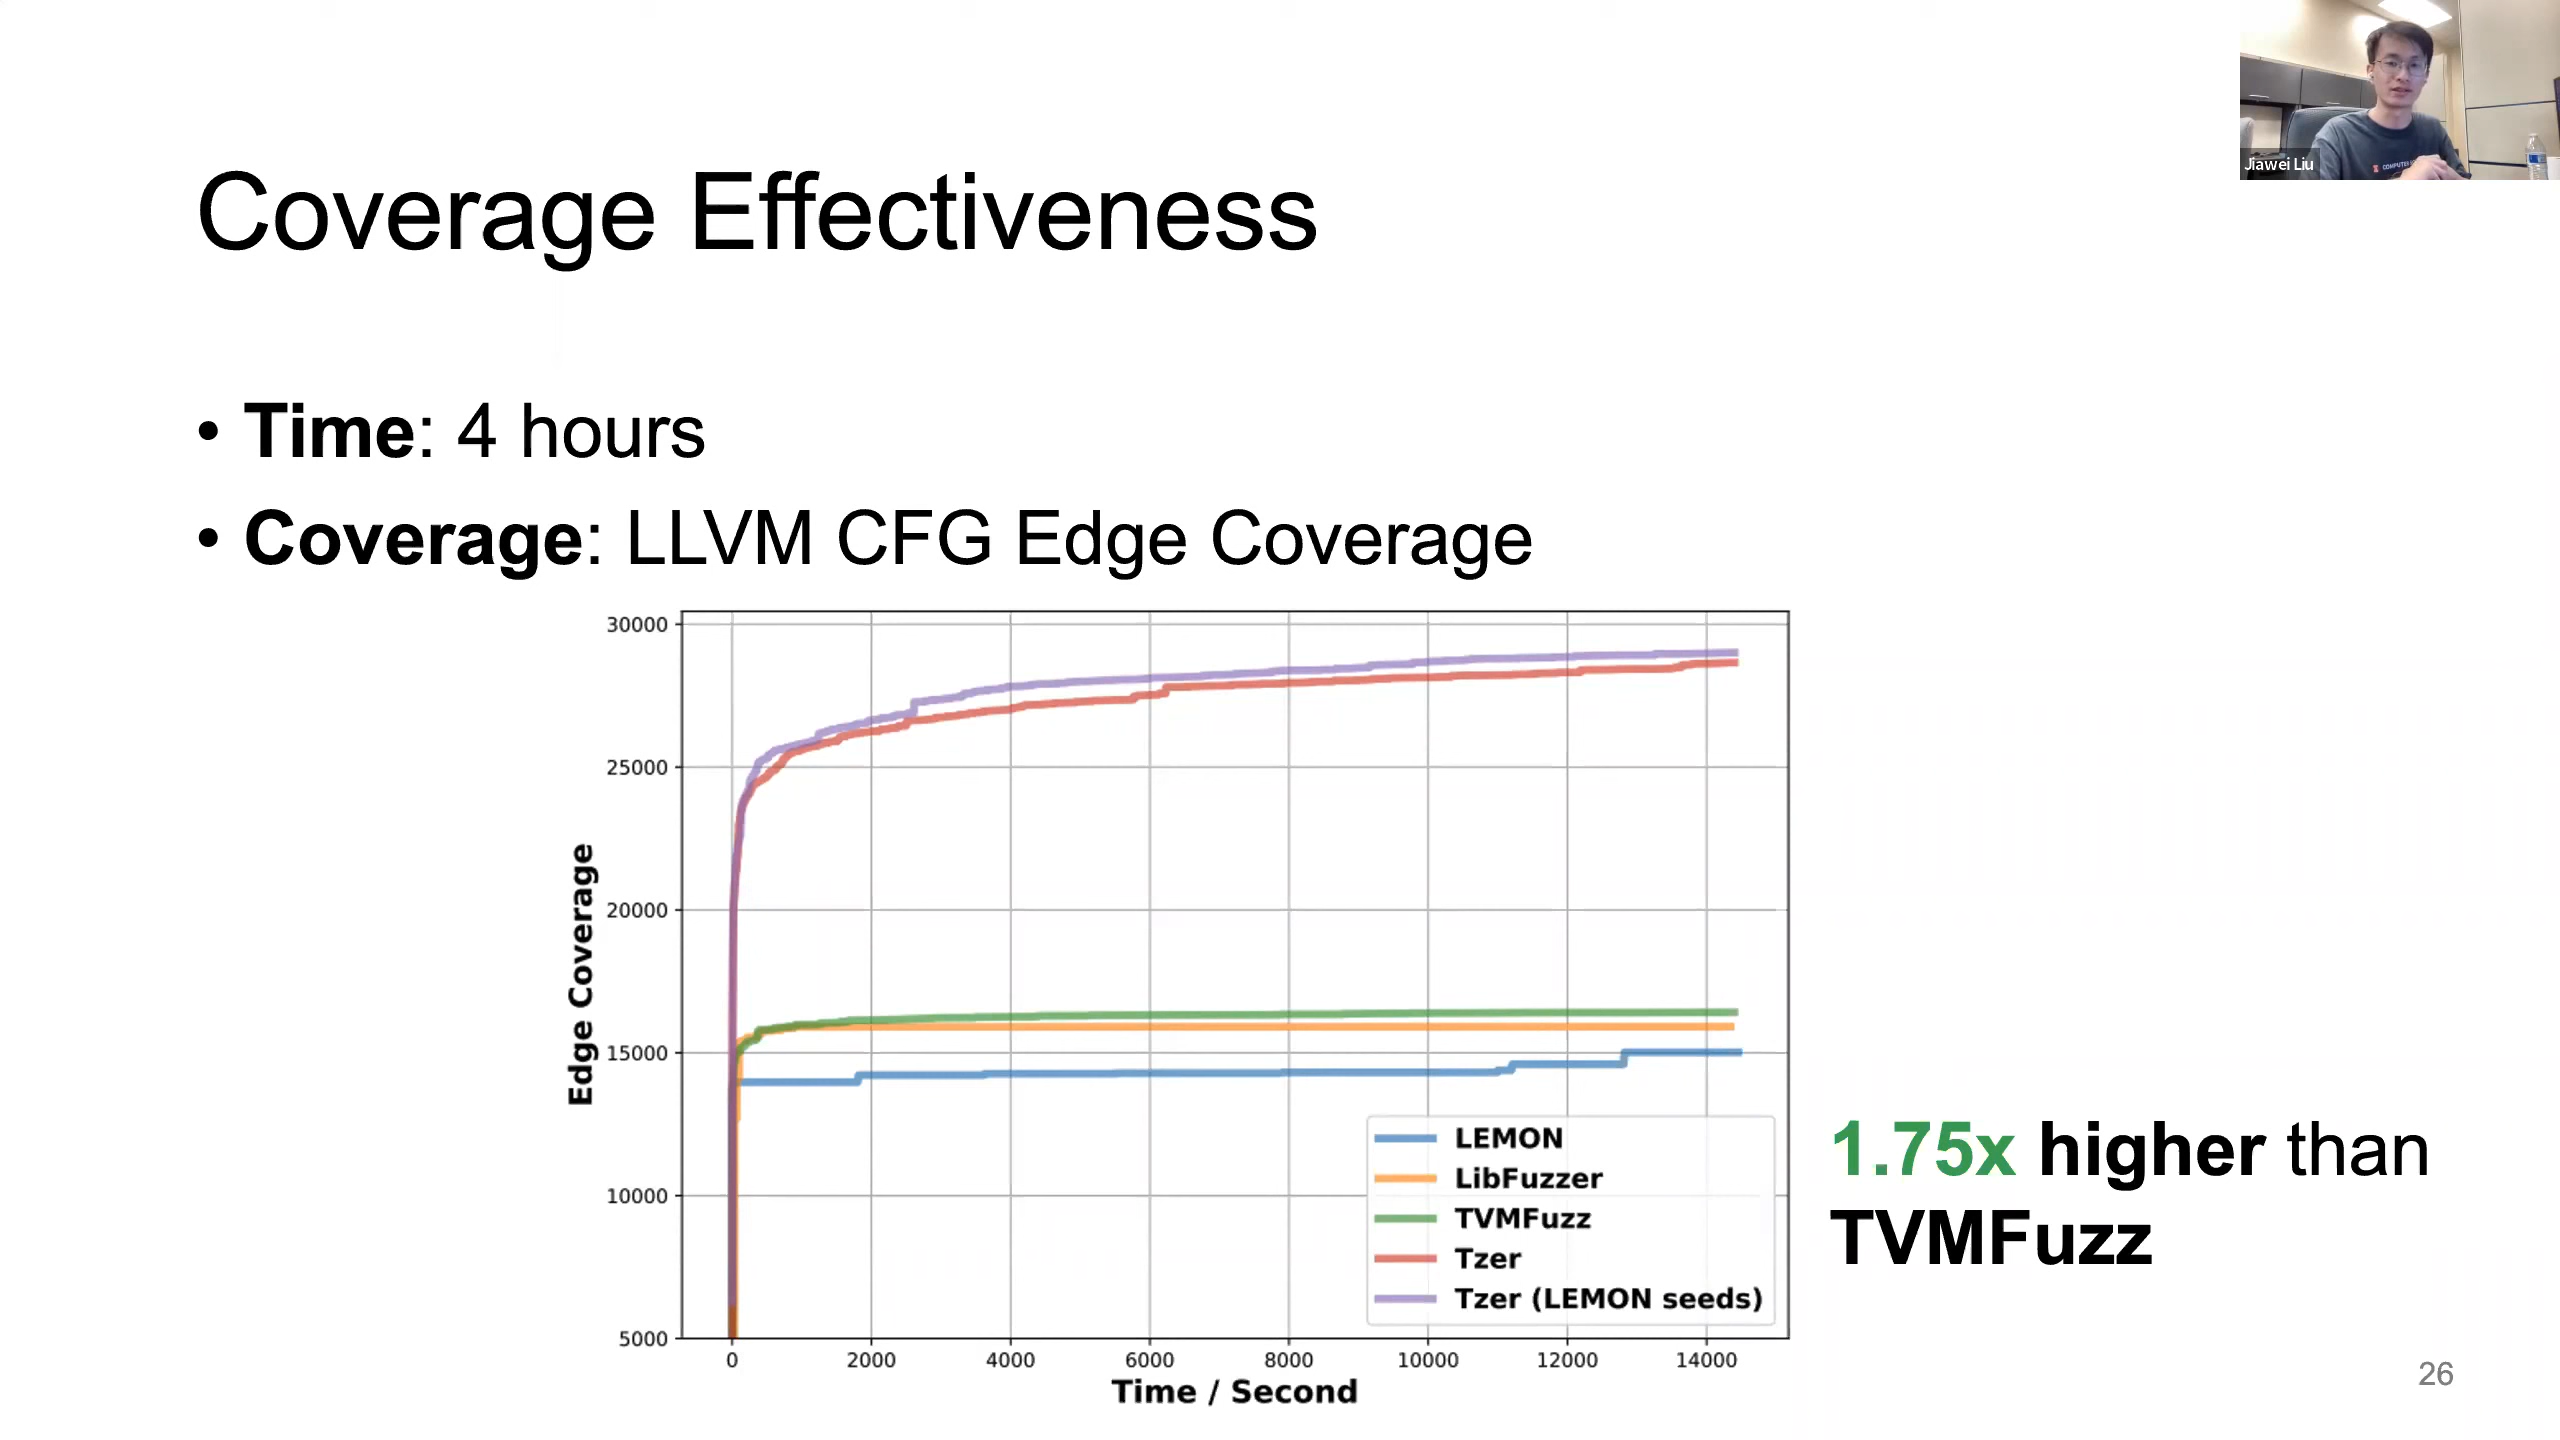 Jiawei Liu
Coverage Effectiveness
• Time: 4 hours
• Coverage: LLVM CFG Edge Coverage
30000
25000
20000
15000
10000
5000
Edge Coverage
0 2000 4000 6000 8000 10000 12000 14000
Time / Second
LEMON
LibFuzzer
TVMFuzz
Tzer
Tzer (LEMON seeds)
1.75x higher than
TVMFuzz
26